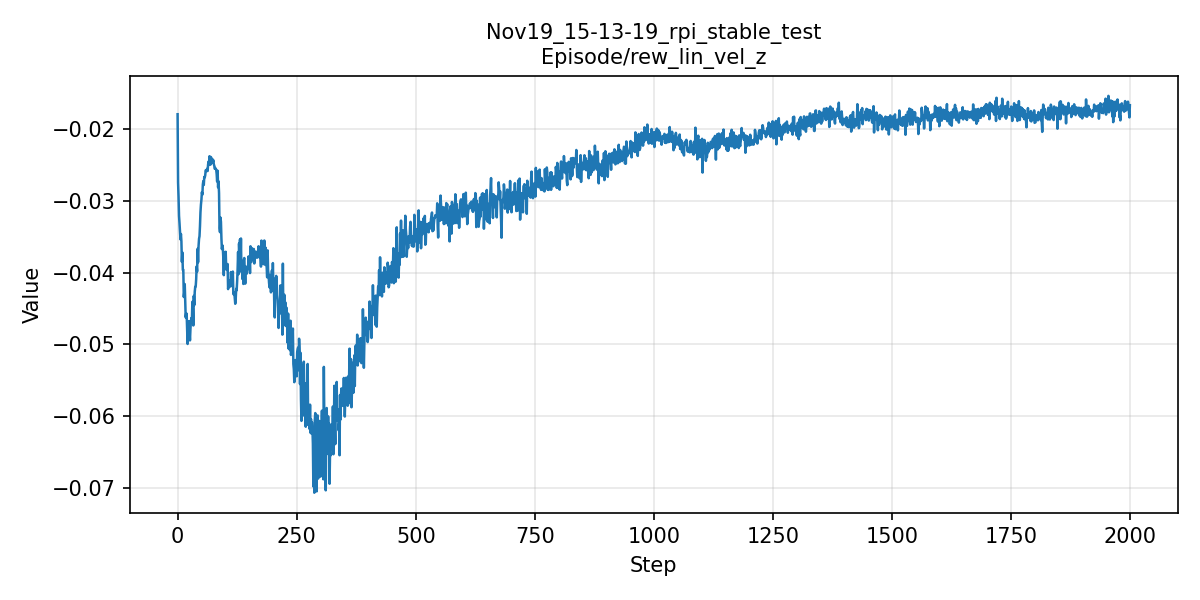 Nov19_15-13-19_rpi_stable_test
Episode/rew_lin_vel_z
Value
−0.02
−0.03
−0.04
−0.05
−0.06
−0.07
0 250 500 750 1000 1250 1500 1750 2000
Step